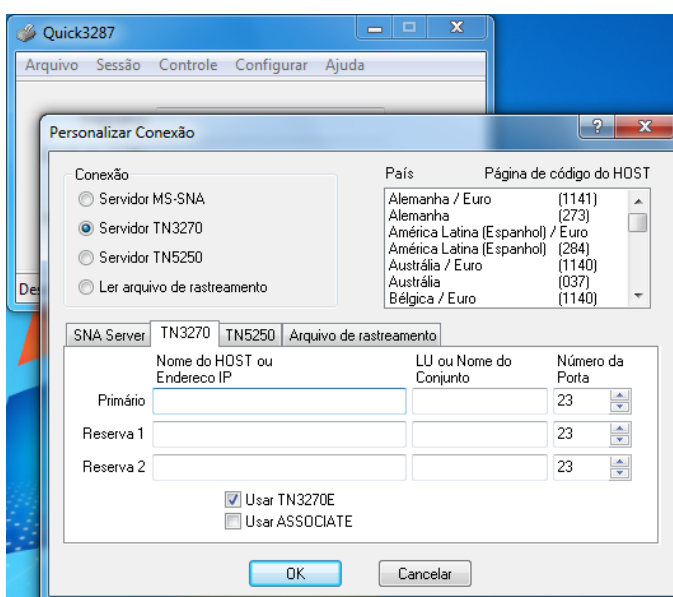 Quick3287
Arquivo Sessão Controle Configurar Ajuda
Personalizar Conexão
Conexão
Servidor MS-SNA
Servidor TN3270
Servidor TN5250
Ler arquivo de rastreamento
País Página de código do HOST
Alemanha / Euro (1141)
Alemanha (273)
América Latina (Espanhol) / Euro
América Latina (Espanhol) (284)
Austrália / Euro (1140)
Austrália (037)
Bélgica / Euro (1140)
SNA Server TN3270 TN5250 Arquivo de rastreamento
Nome do HOST ou
Endereco IP
LU ou Nome do
Conjunto
Número da
Porta
Primário 23
Reserva 1 23
Reserva 2 23
Usar TN3270E
Usar ASSOCIATE
OK Cancelar